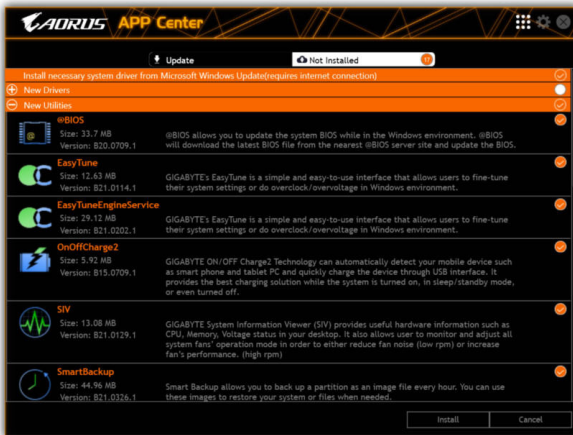 AORUS APP Center
Update
Not Installed
17
Install necessary system driver from Microsoft Windows Update(requires internet connection)
New Drivers
New Utilities
@BIOS
Size: 33.7 MB
Version: B20.0709.1
@BIOS allows you to update the system BIOS while in the Windows environment. @BIOS
will download the latest BIOS file from the nearest @BIOS server site and update the BIOS.
EasyTune
Size: 12.63 MB
Version: B21.0114.1
GIGABYTE's EasyTune is a simple and easy-to-use interface that allows users to fine-tune
their system settings or do overclock/overvoltage in Windows environment.
EasyTuneEngineService
Size: 29.12 MB
Version: B21.0202.1
GIGABYTE's EasyTune is a simple and easy-to-use interface that allows users to fine-tune
their system settings or do overclock/overvoltage in Windows environment.
OnOffCharge2
Size: 5.92 MB
Version: B15.0709.1
GIGABYTE ON/OFF Charge2 Technology can automatically detect your mobile device such
as smart phone and tablet PC and quickly charge the device through USB interface. It
provides the best charging solution while the system is turned on, in sleep/standby mode,
or even turned off.
SIV
Size: 13.08 MB
Version: B21.0129.1
GIGABYTE System Information Viewer (SIV) provides useful hardware information such as
CPU, Memory, Voltage status in your desktop. It also allows user to monitor and adjust all
system fans' operation mode in order to either reduce fan noise (low rpm) or increase
fan's performance. (high rpm)
SmartBackup
Size: 44.96 MB
Version: B21.0326.1
Smart Backup allows you to back up a partition as an image file every hour. You can use
these images to restore your system or files when needed.
Install
Cancel